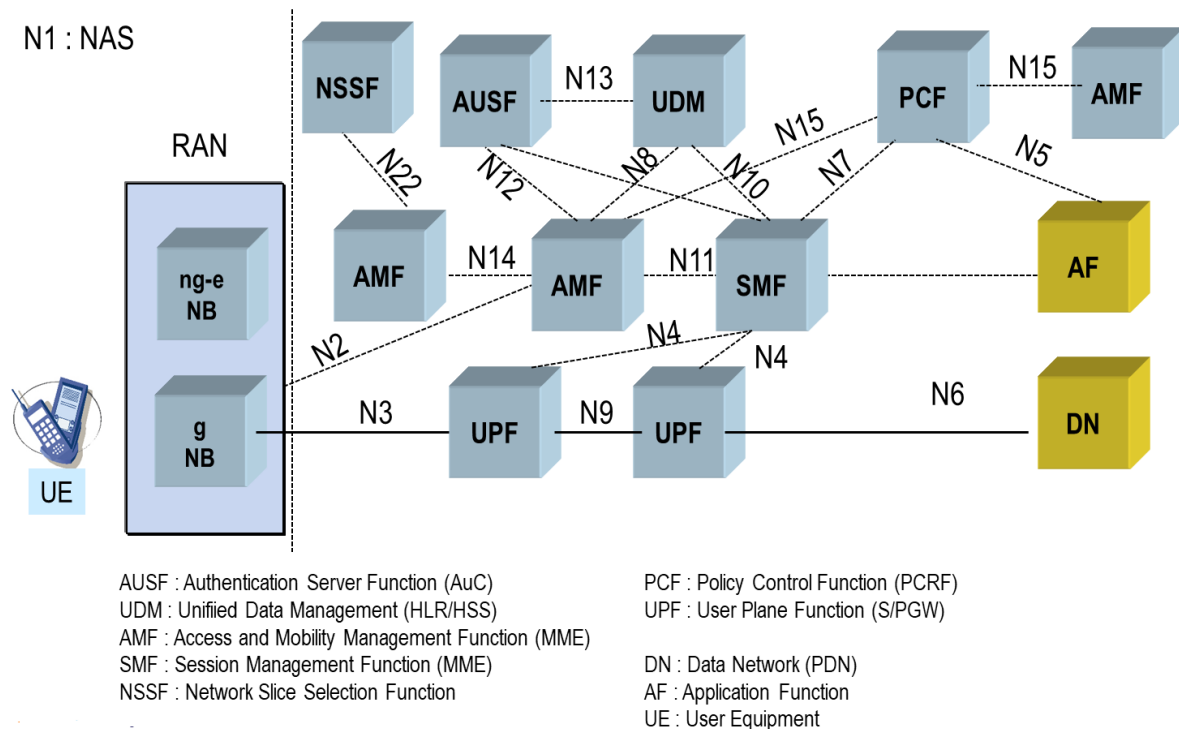 N1 : NAS
NSSF
AUSF
N13
UDM
PCF
N15
AMF
RAN
N22
N12
N8
N10
N15
N7
N5
ng-e
NB
AMF
N14
AMF
N11
SMF
AF
N2
N4
N4
g
NB
N3
UPF
N9
UPF
N6
DN
UE
AUSF : Authentication Server Function (AuC)
UDM : Unifiied Data Management (HLR/HSS)
AMF : Access and Mobility Management Function (MME)
SMF : Session Management Function (MME)
NSSF : Network Slice Selection Function
PCF : Policy Control Function (PCRF)
UPF : User Plane Function (S/PGW)
DN : Data Network (PDN)
AF : Application Function
UE : User Equipment